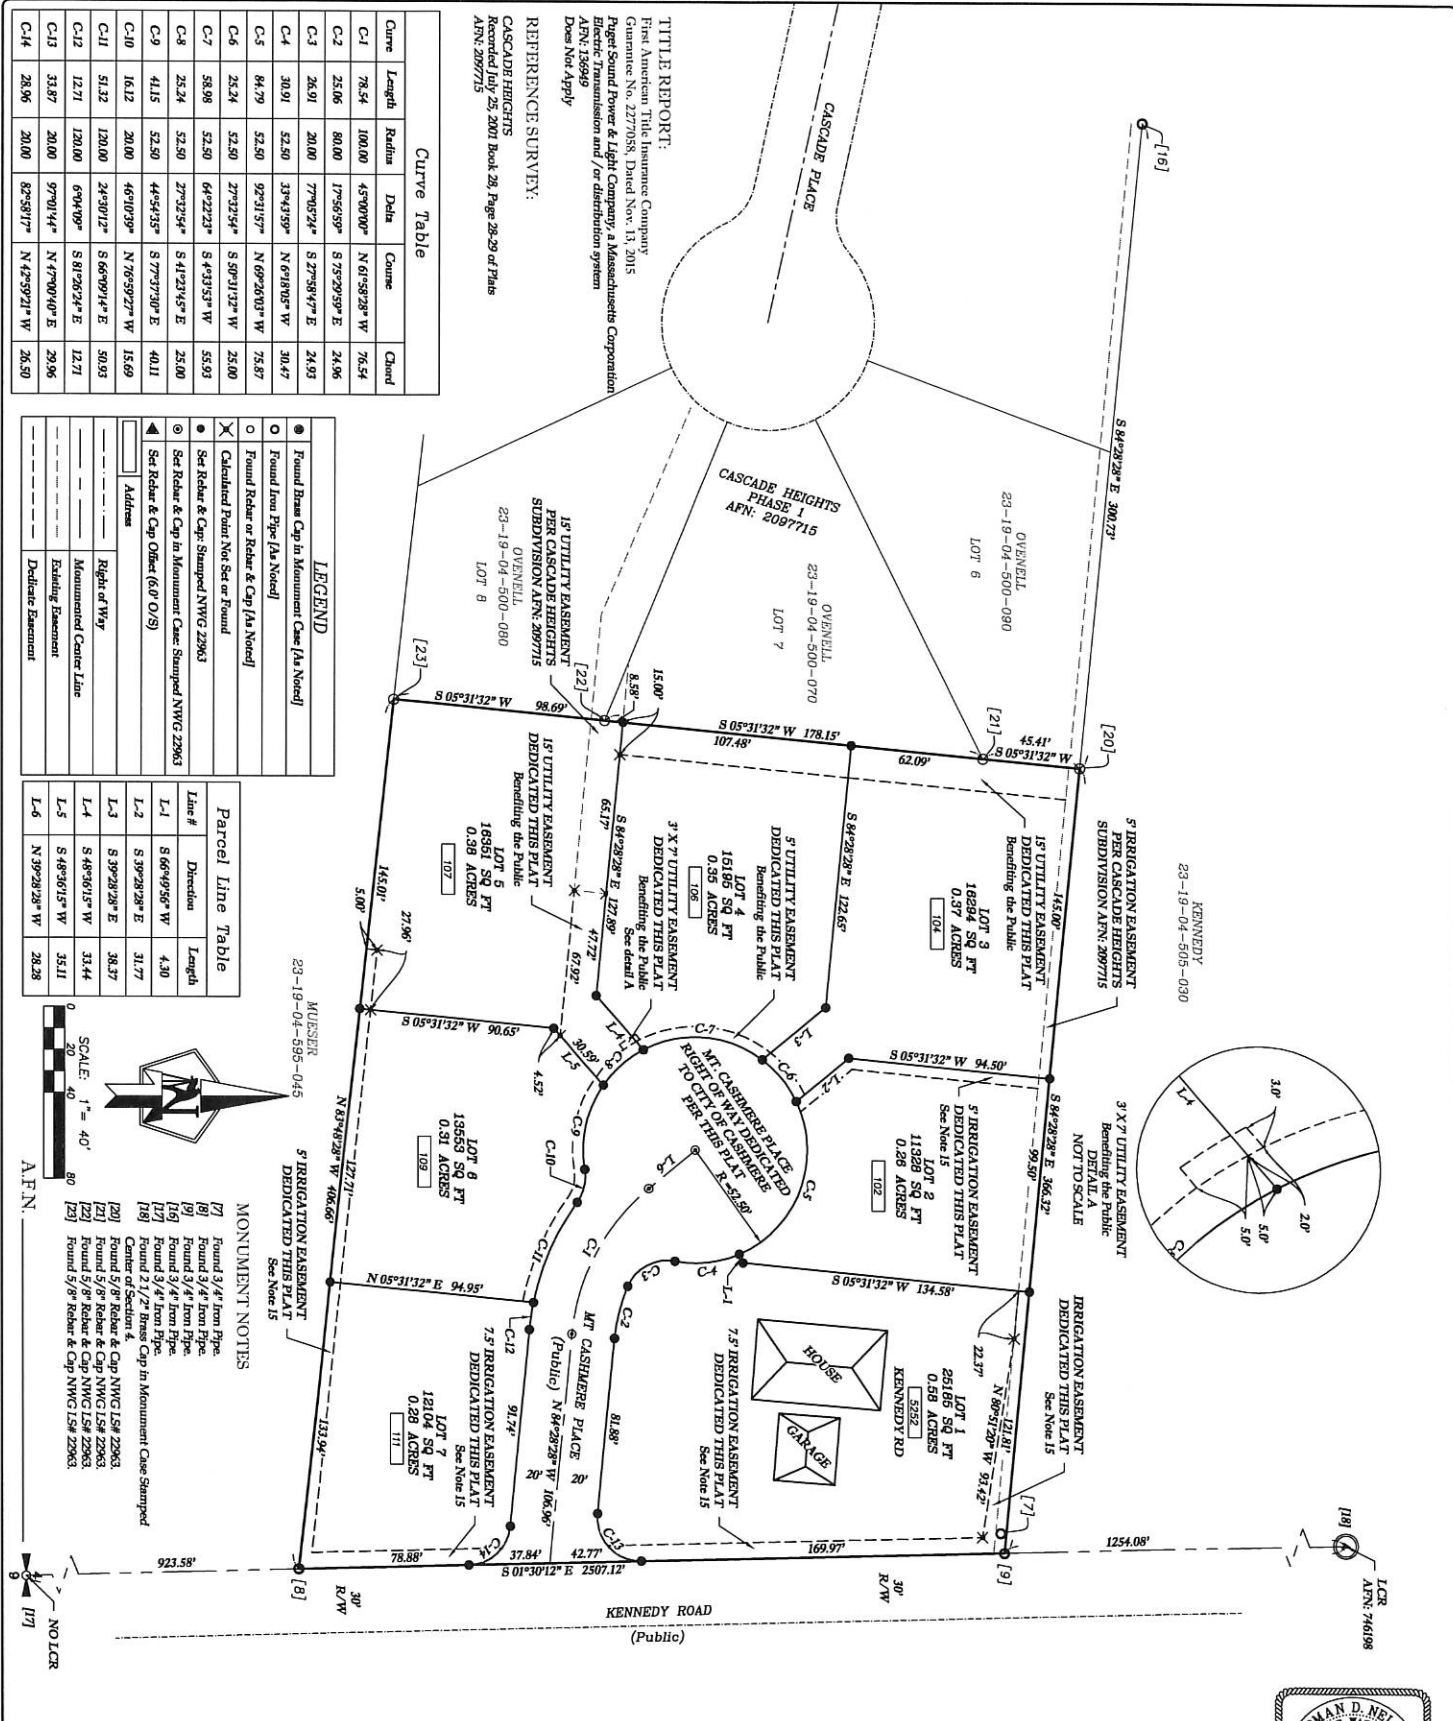 TITLE REPORT:
First American Title Insurance Company
Guarantee No. 2277058, Dated Nov. 13, 2015
Puget Sound Power & Light Company, a Massachusetts Corporation
Electric Transmission and/or distribution system
AFN: 136949
Does Not Apply
REFERENCE SURVEY:
CASCADE HEIGHTS
Recorded July 25, 2001 Book 28, Page 28-29 of Plats
AFN: 2097715
Curve Table
Curve Length Radius Delta Course Chord
C-1 78.54 100.00 45°00'00" N 61°58'28" W 76.54
C-2 25.06 80.00 17°56'59" S 75°29'59" E 24.96
C-3 26.91 20.00 77°05'24" S 27°58'47" E 24.93
C-4 30.91 52.50 33°43'59" N 6°18'05" W 30.47
C-5 84.79 52.50 92°31'57" N 69°26'03" W 75.87
C-6 25.24 52.50 27°32'54" S 50°31'32" W 25.00
C-7 58.98 52.50 64°22'23" S 4°33'53" W 55.93
C-8 25.24 52.50 27°32'54" S 41°23'45" E 25.00
C-9 41.15 52.50 44°54'35" S 77°37'30" E 40.11
C-10 16.12 20.00 46°10'39" N 76°59'27" W 15.69
C-11 51.32 120.00 24°30'12" S 66°09'14" E 50.93
C-12 12.71 120.00 6°04'09" S 81°26'24" E 12.71
C-13 33.87 20.00 97°01'44" N 47°00'40" E 29.96
C-14 28.96 20.00 82°58'17" N 42°59'21" W 26.50
LEGEND
Found Brass Cap in Monument Case [As Noted]
Found Iron Pipe [As Noted]
Found Rebar or Rebar & Cap [As Noted]
Calculated Point Not Set or Found
Set Rebar & Cap: Stamped NWG 22963
Set Rebar & Cap in Monument Case: Stamped NWG 22963
Set Rebar & Cap Offset (6.0' O/S)
Address
Right of Way
Monumented Center Line
Existing Easement
Dedicate Easement
Parcel Line Table
Line # Direction Length
L-1 S 66°49'56" W 4.30
L-2 S 39°28'28" E 31.77
L-3 S 39°28'28" E 38.37
L-4 S 48°36'15" W 33.44
L-5 S 48°36'15" W 35.11
L-6 N 39°28'28" W 28.28
SCALE: 1"= 40'
0 20 40 80
N
A.F.N.
MONUMENT NOTES
[7] Found 3/4" Iron Pipe.
[8] Found 3/4" Iron Pipe.
[9] Found 3/4" Iron Pipe.
[16] Found 3/4" Iron Pipe.
[17] Found 3/4" Iron Pipe.
[18] Found 2 1/2" Brass Cap in Monument Case Stamped
Center of Section 4.
[20] Found 5/8" Rebar & Cap NWG LS# 22963.
[21] Found 5/8" Rebar & Cap NWG LS# 22963.
[22] Found 5/8" Rebar & Cap NWG LS# 22963.
[23] Found 5/8" Rebar & Cap NWG LS# 22963.
CASCADE PLACE
[16]
S 84°28'28" E 300.73'
CASCADE HEIGHTS
PHASE 1
AFN: 2097715
OVENELL
23-19-04-500-090
LOT 6
OVENELL
23-19-04-500-070
LOT 7
OVENELL
23-19-04-500-080
LOT 8
15' UTILITY EASEMENT
PER CASCADE HEIGHTS
SUBDIVISION AFN: 2097715
[20]
[21]
[22]
[23]
45.41'
S 05°31'32" W
S 05°31'32" W 178.15'
62.09'
107.48'
15.00'
8.58'
S 05°31'32" W 98.69'
KENNEDY
23-19-04-505-030
5' IRRIGATION EASEMENT
PER CASCADE HEIGHTS
SUBDIVISION AFN: 2097715
145.00'
15' UTILITY EASEMENT
DEDICATED THIS PLAT
Benefiting the Public
LOT 3
16294 SQ FT
0.37 ACRES
104
S 84°28'28" E 122.65'
5' UTILITY EASEMENT
DEDICATED THIS PLAT
Benefiting the Public
LOT 4
15195 SQ FT
0.35 ACRES
106
3' X 7' UTILITY EASEMENT
DEDICATED THIS PLAT
Benefiting the Public
See detail A
65.17'
S 84°28'28" E 127.89'
47.72'
67.92'
15' UTILITY EASEMENT
DEDICATED THIS PLAT
Benefiting the Public
LOT 5
16351 SQ FT
0.38 ACRES
107
145.01'
5.00'
27.96'
S 05°31'32" W 90.65'
30.59'
4.52'
L-5
L-4
L-3
L-2
L-1
L-6
C-1
C-2
C-3
C-4
C-5
C-6
C-7
C-8
C-9
C-10
C-11
C-12
C-13
C-14
MT. CASHMERE PLACE
RIGHT OF WAY DEDICATED
TO CITY OF CASHMERE
PER THIS PLAT
R =52.50'
S 05°31'32" W 94.50'
5' IRRIGATION EASEMENT
DEDICATED THIS PLAT
See Note 15
LOT 2
11328 SQ FT
0.26 ACRES
102
99.50'
S 84°28'28" E 366.32'
S 05°31'32" W 134.58'
3' X 7' UTILITY EASEMENT
Benefiting the Public
DETAIL A
NOT TO SCALE
L-4
3.0'
2.0'
5.0'
5.0'
IRRIGATION EASEMENT
DEDICATED THIS PLAT
See Note 15
22.37'
121.81'
N 80°51'20" W 93.42'
LOT 1
25185 SQ FT
0.58 ACRES
5252
KENNEDY RD
HOUSE
GARAGE
7.5' IRRIGATION EASEMENT
DEDICATED THIS PLAT
See Note 15
81.88'
MT CASHMERE PLACE
(Public) N 84°28'28" W 106.96'
20'
20'
LOT 6
13553 SQ FT
0.31 ACRES
109
N 05°31'32" E 94.95'
7.5' IRRIGATION EASEMENT
DEDICATED THIS PLAT
See Note 15
91.74'
LOT 7
12104 SQ FT
0.28 ACRES
111
MUESER
23-19-04-595-045
N 83°48'28" W 406.66'
127.71'
133.94'
5' IRRIGATION EASEMENT
DEDICATED THIS PLAT
See Note 15
923.58'
78.88'
37.84'
42.77'
S 01°30'12" E 2507.12'
169.97'
1254.08'
30'
R/W
30'
R/W
KENNEDY ROAD
(Public)
[7]
[8]
[9]
[17]
[18]
4
9
NO LCR
LCR
AFN: 746198